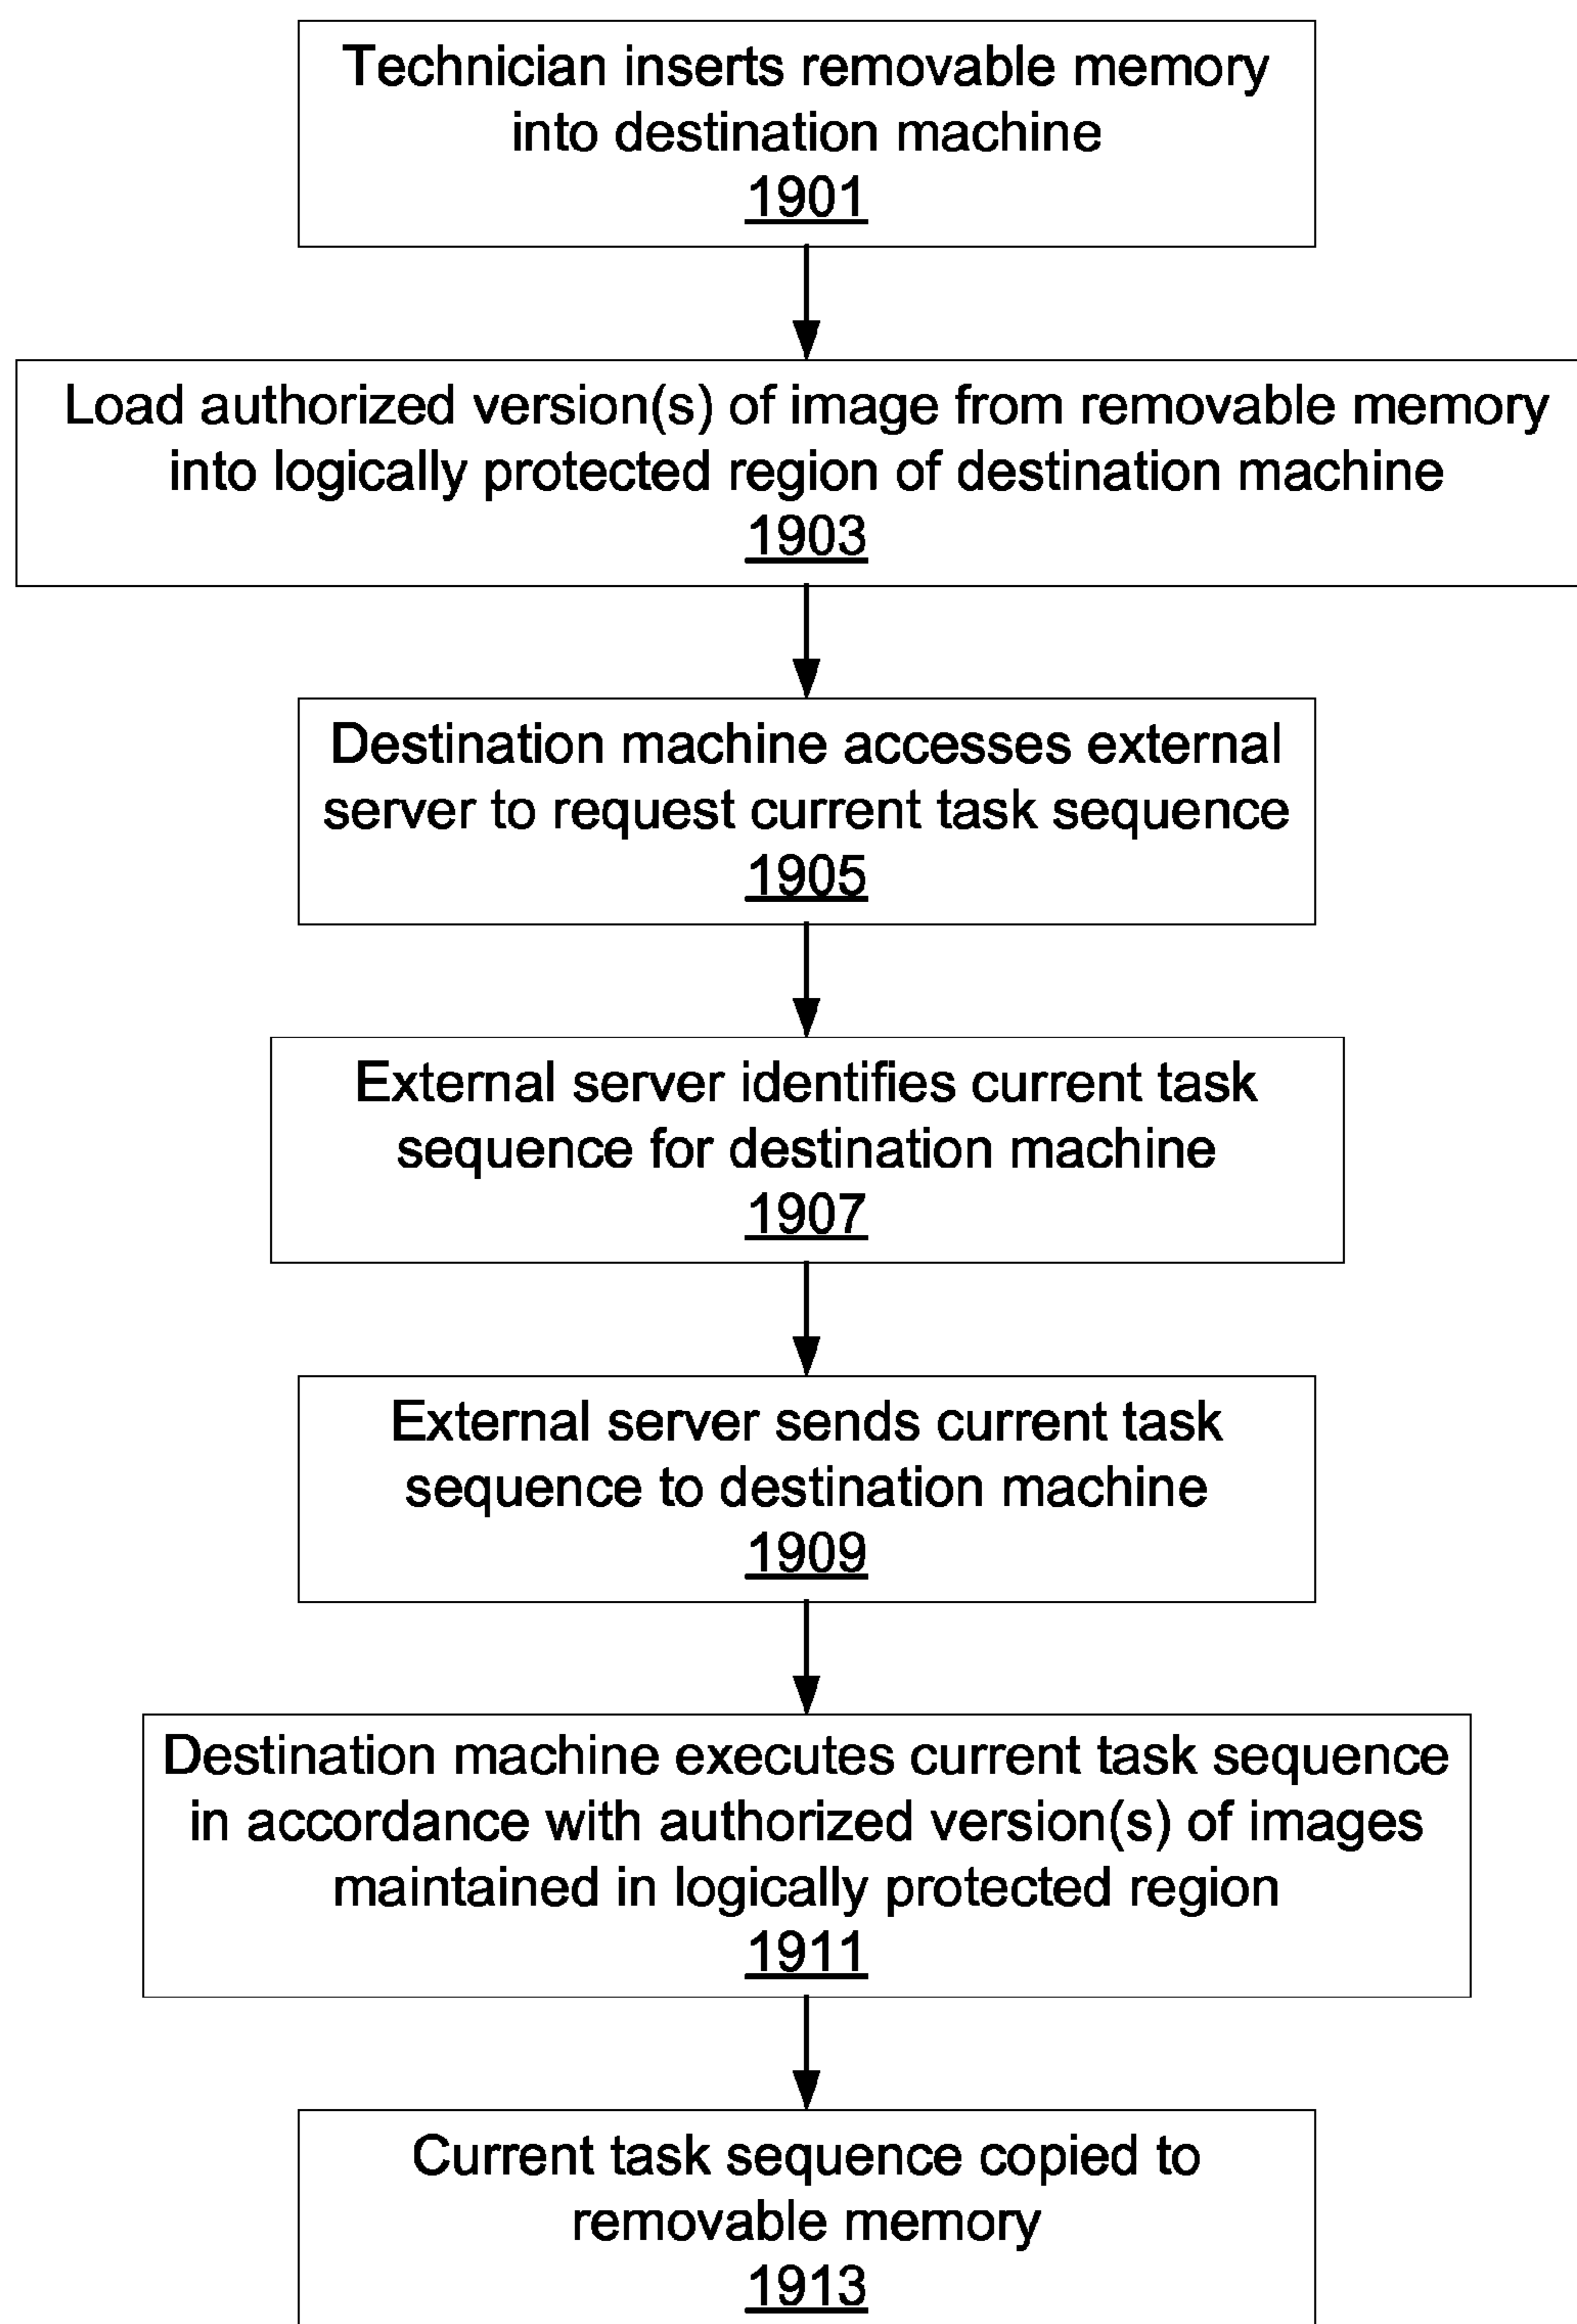 Technician inserts removable memory
into destination machine
1901
Load authorized version(s) of image from removable memory
into logically protected region of destination machine
1903
Destination machine accesses external
server to request current task sequence
1905
External server identifies current task
sequence for destination machine
1907
External server sends current task
sequence to destination machine
1909
Destination machine executes current task sequence
in accordance with authorized version(s) of images
maintained in logically protected region
1911
Current task sequence copied to
removable memory
1913